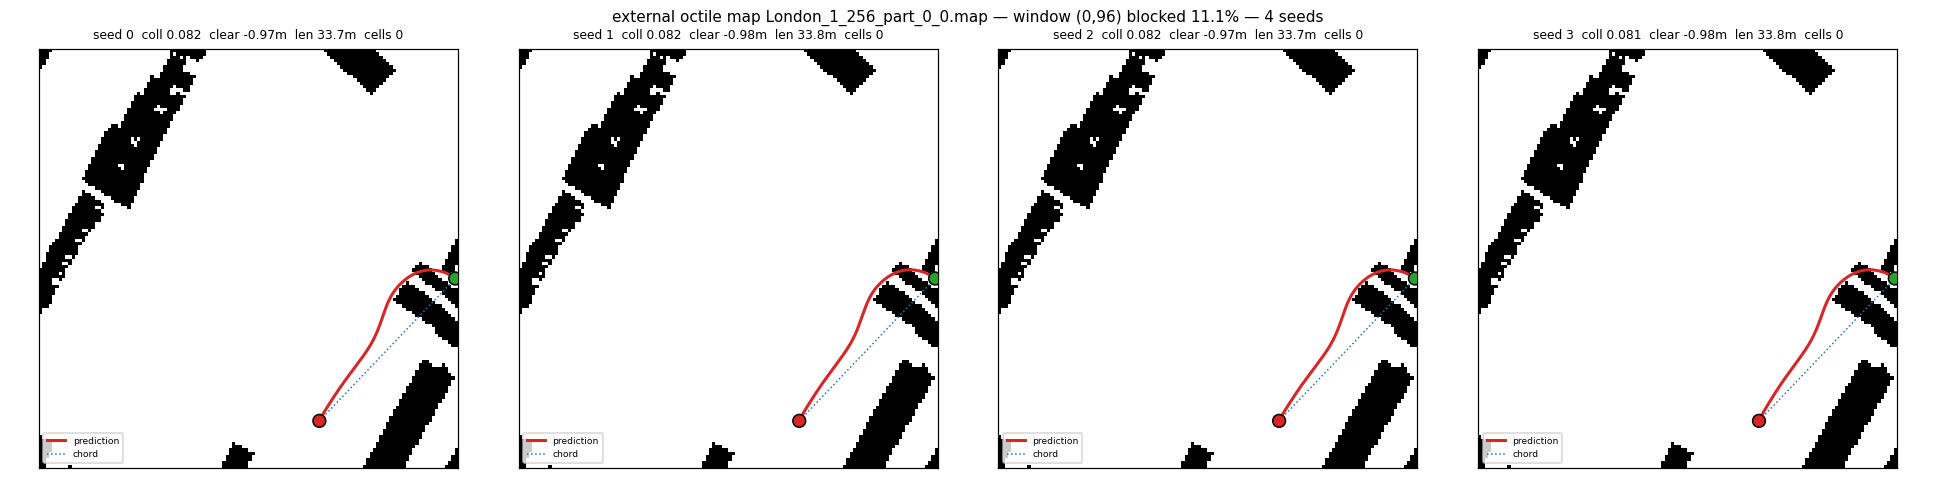 external octile map London_1_256_part_0_0.map — window (0,96) blocked 11.1% — 4 seeds
seed 0  coll 0.082  clear -0.97m  len 33.7m  cells 0
seed 1  coll 0.082  clear -0.98m  len 33.8m  cells 0
seed 2  coll 0.082  clear -0.97m  len 33.7m  cells 0
seed 3  coll 0.081  clear -0.98m  len 33.8m  cells 0
prediction
chord
prediction
chord
prediction
chord
prediction
chord